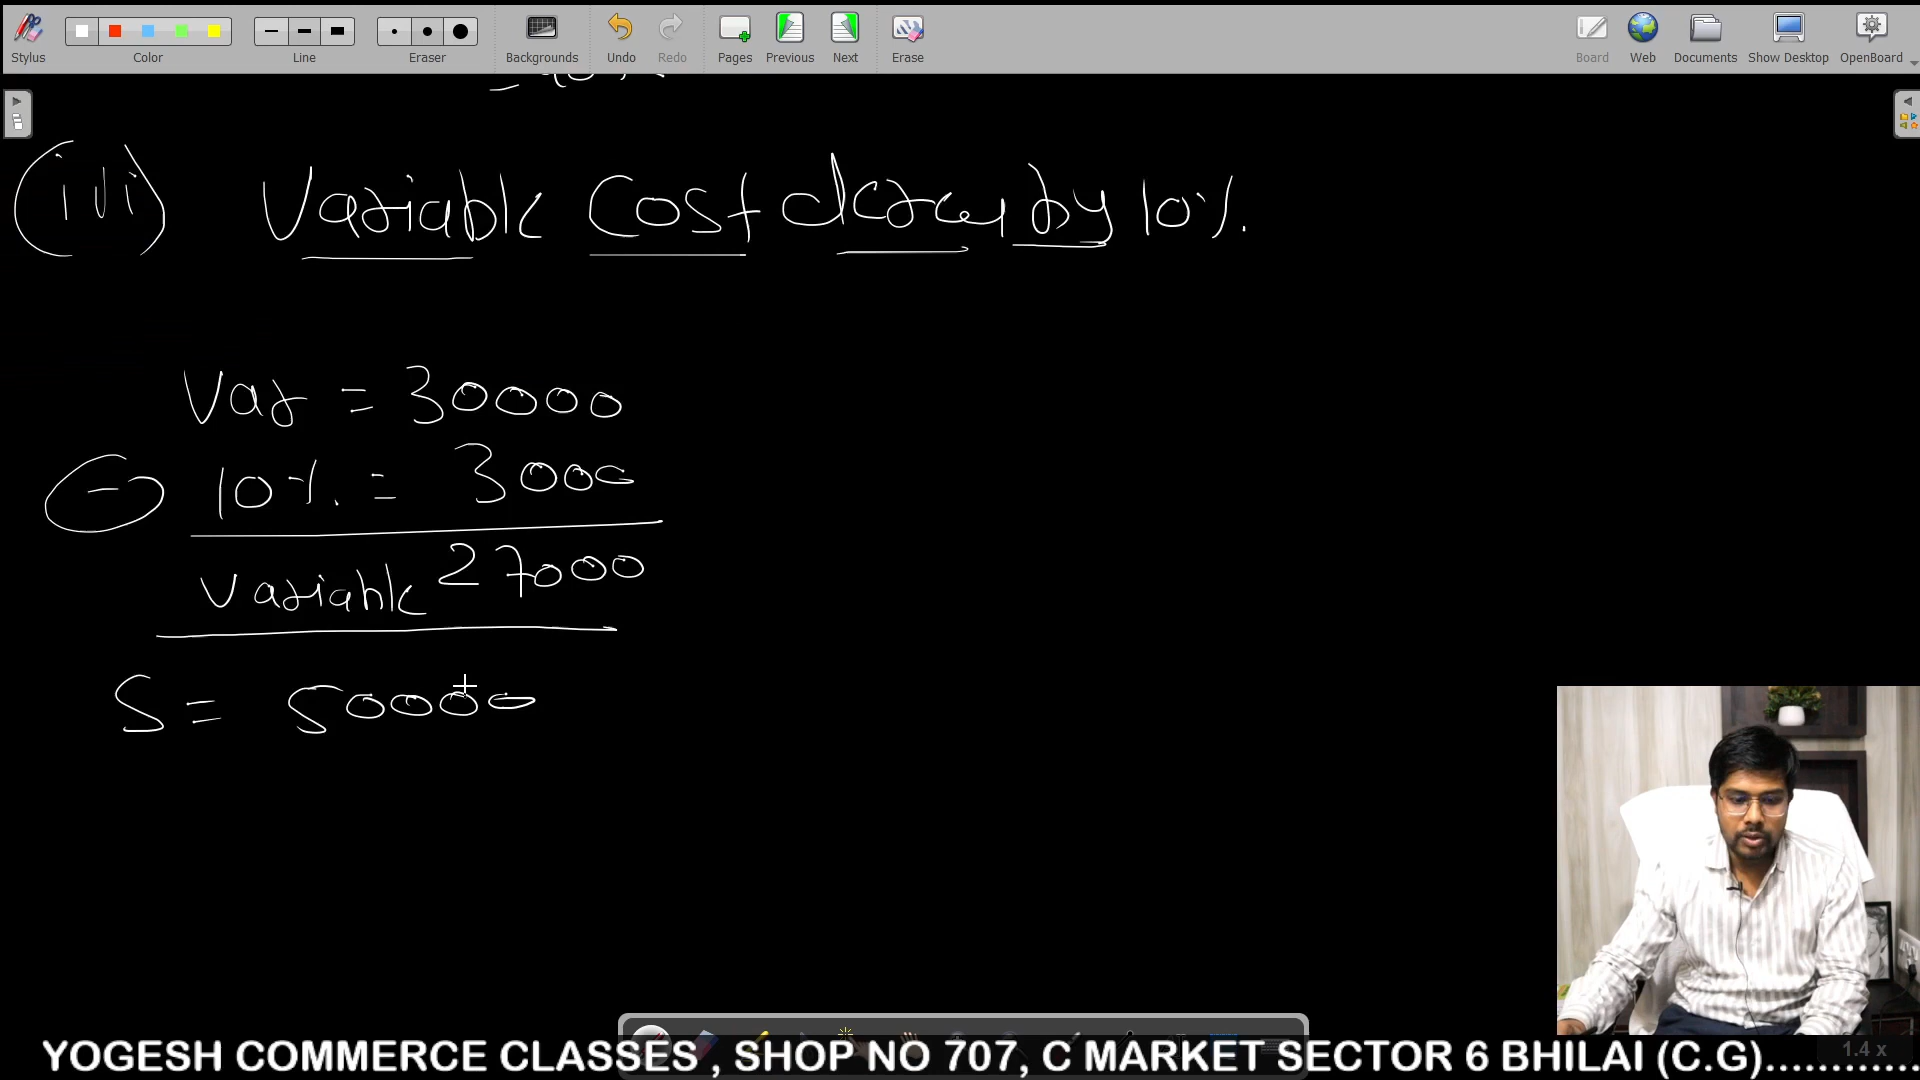 Stylus Color Line Eraser Backgrounds Undo Redo Pages Previous Next Erase Board Web Documents Show Desktop OpenBoard
(iii) Variable Cost by 10%.
Var = 30000
- 10%. = 3000
Variable 27000
S = 50000
1.4 x
YOGESH COMMERCE CLASSES , SHOP NO 707, C MARKET SECTOR 6 BHILAI (C.G)............